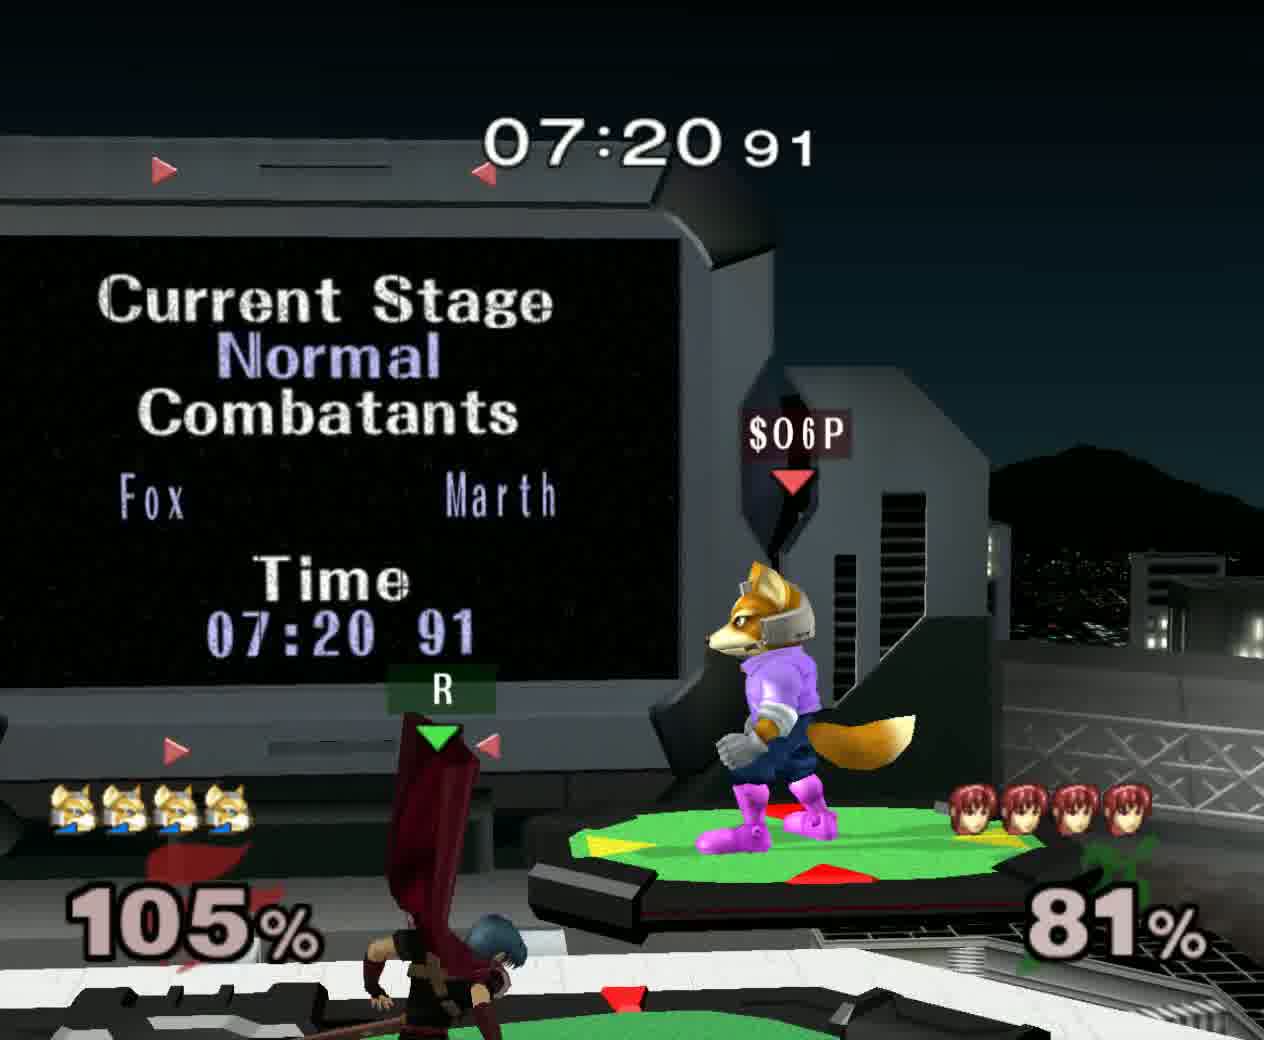 07:20 91
Current Stage
Normal
Combatants
Fox Marth
Time
07:20 91
$06P
R
105%
81%